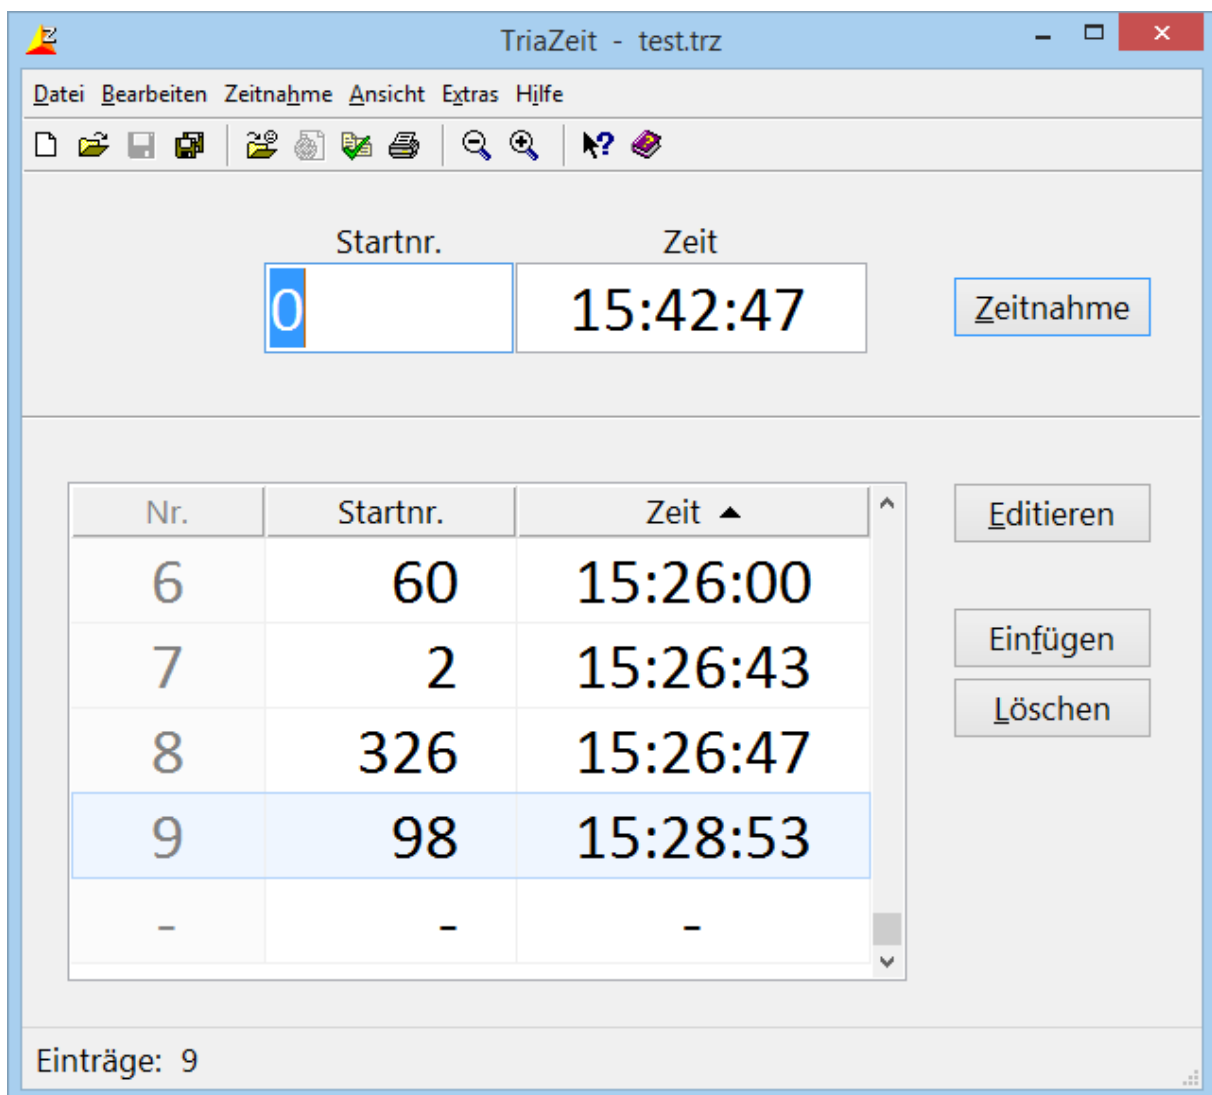 TriaZeit - test.trz
Datei Bearbeiten Zeitnahme Ansicht Extras Hilfe
Startnr. Zeit
0 15:42:47 Zeitnahme
Nr. Startnr. Zeit Editieren
6 60 15:26:00
7 2 15:26:43 Einfügen
8 326 15:26:47 Löschen
9 98 15:28:53
- - -
Einträge: 9